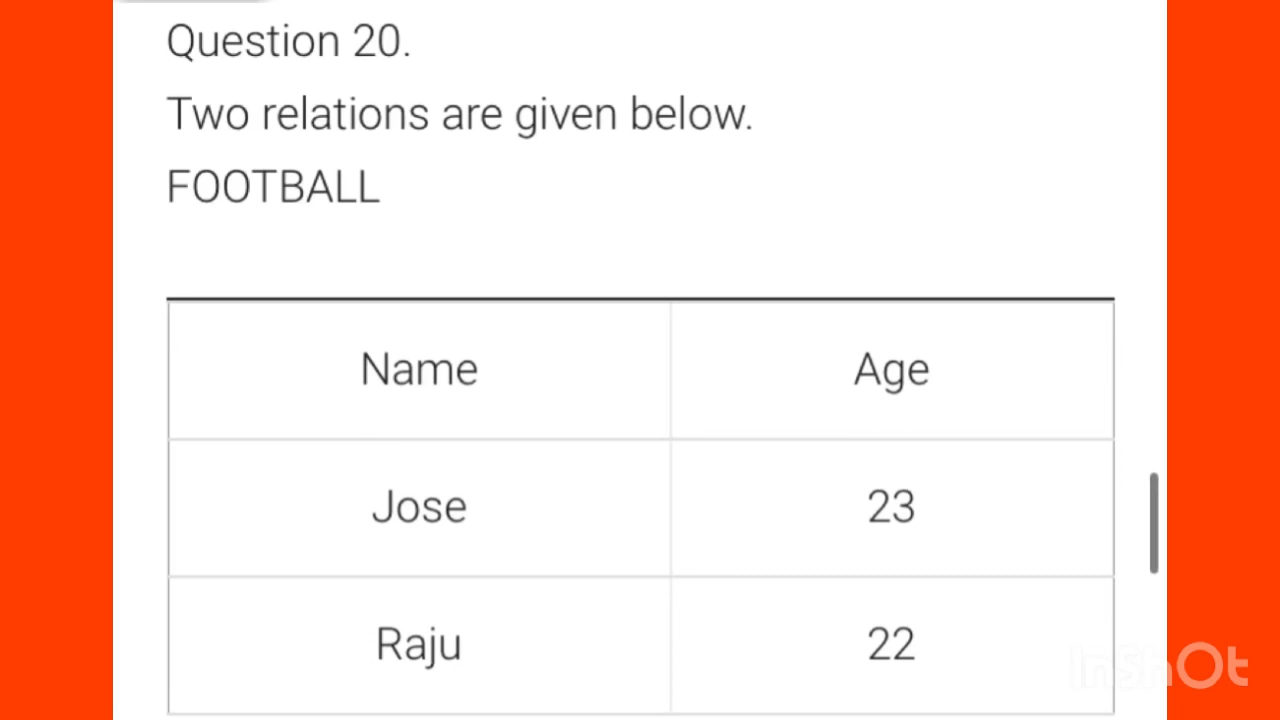 Question 20.
Two relations are given below.
FOOTBALL
Name Age
Jose 23
Raju 22
InShOt